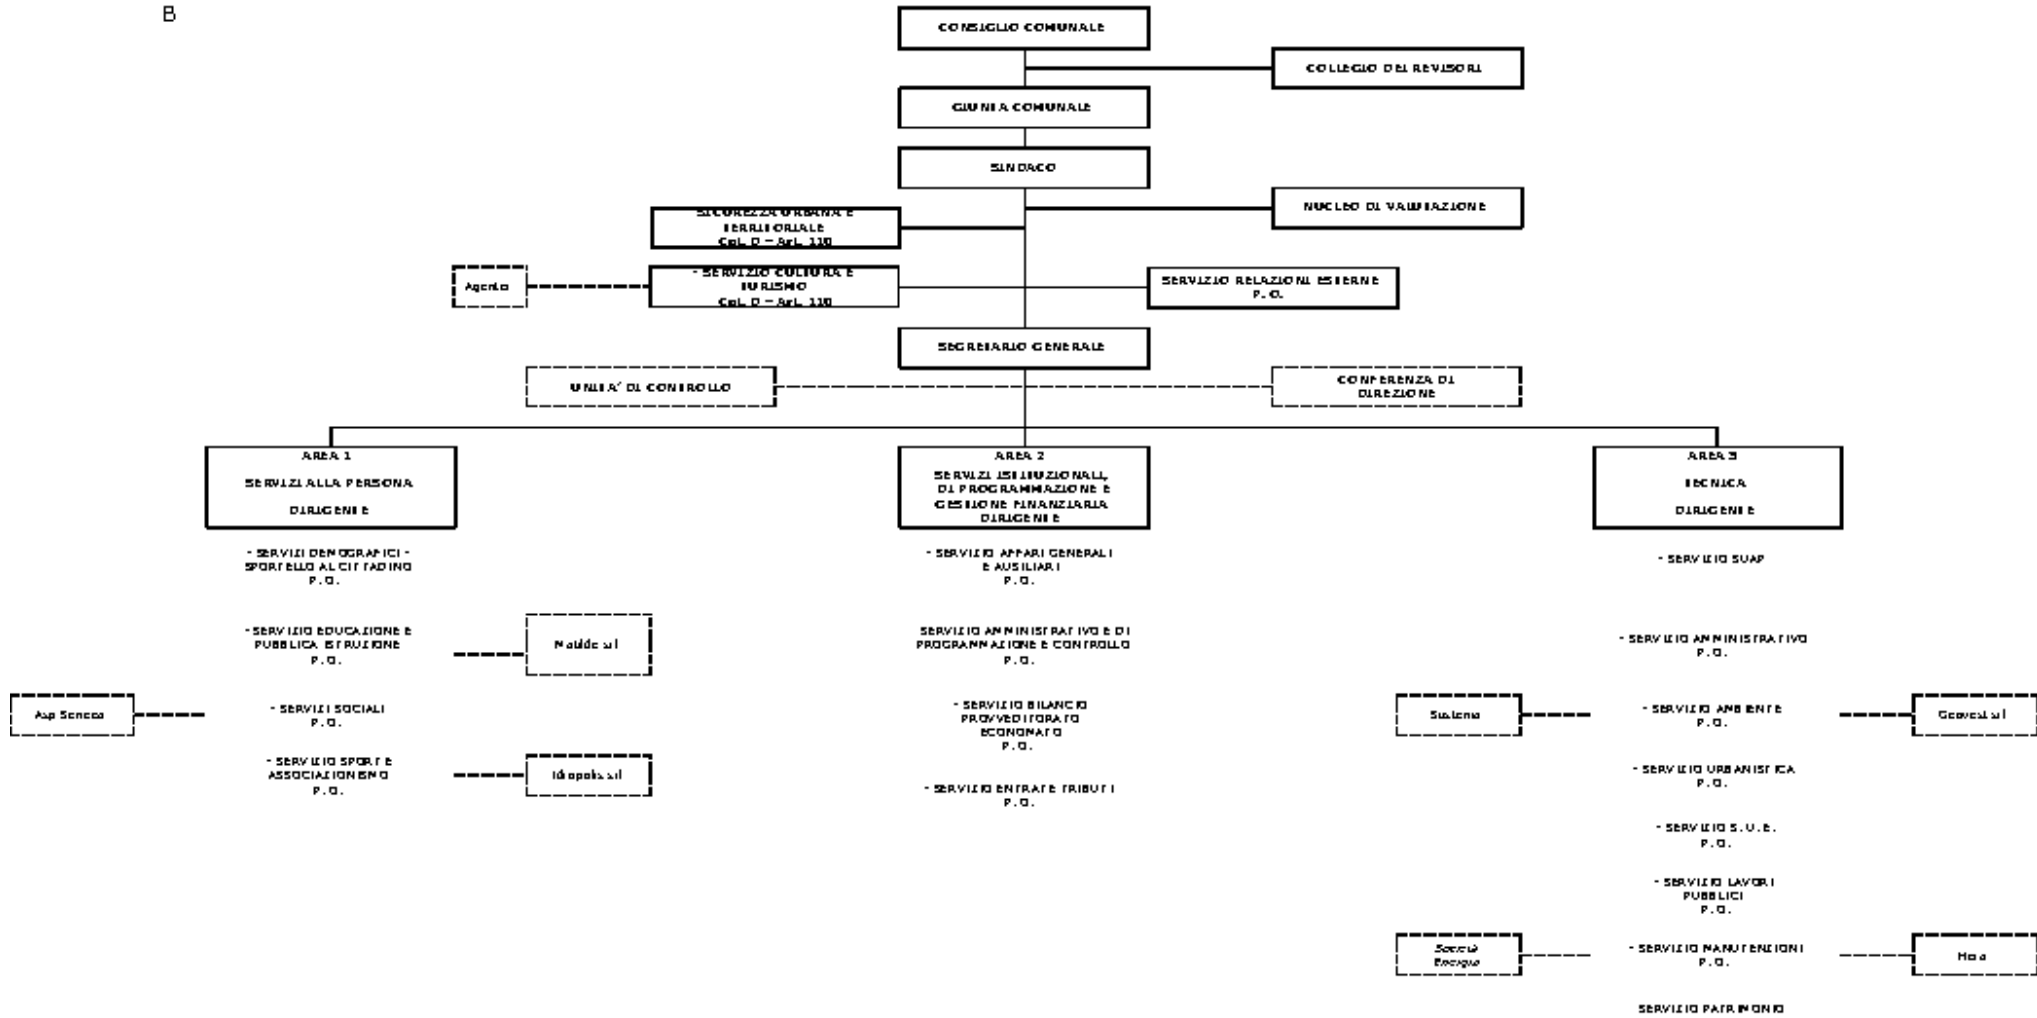 B
CONSIGLIO COMUNALE
COLLEGIO DEI REVISORI
GIUNTA COMUNALE
SINDACO
NUCLEO DI VALUTAZIONE
SICUREZZA URBANA E
TERRITORIALE
Cat. D - Art. 110
- SERVIZIO CULTURA E
TURISMO
Cat. D - Art. 110
SERVIZIO RELAZIONI ESTERNE
P.O.
SEGRETARIO GENERALE
UNITA' DI CONTROLLO
CONFERENZA DI
DIREZIONE
AREA 1
SERVIZI ALLA PERSONA
DIRIGENTE
AREA 2
SERVIZI ISTITUZIONALI,
DI PROGRAMMAZIONE E
GESTIONE FINANZIARIA
DIRIGENTE
AREA 3
TECNICA
DIRIGENTE
- SERVIZI DEMOGRAFICI -
SPORTELLO AL CITTADINO
P.O.
- SERVIZIO EDUCAZIONE E
PUBBLICA ISTRUZIONE
P.O.
Matilde srl
Asp Seneca
- SERVIZI SOCIALI
P.O.
- SERVIZIO SPORT E
ASSOCIAZIONISMO
P.O.
Idropolis srl
- SERVIZIO AFFARI GENERALI
E AUSILIARI
P.O.
SERVIZIO AMMINISTRATIVO E DI
PROGRAMMAZIONE E CONTROLLO
P.O.
- SERVIZIO BILANCIO
PROVVEDITORATO
ECONOMATO
P.O.
- SERVIZIO ENTRATE TRIBUTI
P.O.
- SERVIZIO SUAP
- SERVIZIO AMMINISTRATIVO
P.O.
Sustenia
- SERVIZIO AMBIENTE
P.O.
Geovest srl
- SERVIZIO URBANISTICA
P.O.
- SERVIZIO S.U.E.
P.O.
- SERVIZIO LAVORI
PUBBLICI
P.O.
Società
Energia
- SERVIZIO MANUTENZIONI
P.O.
Hera
SERVIZIO PATRIMONIO